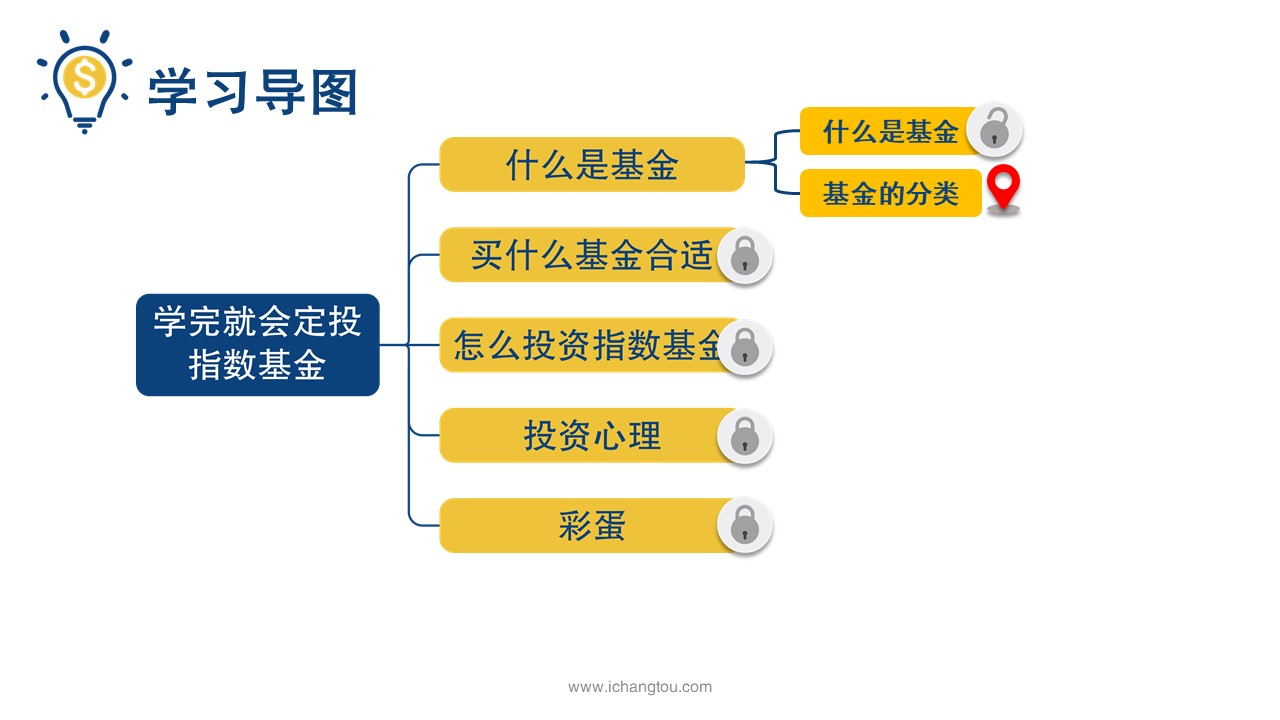 学习导图
什么是基金
什么是基金
基金的分类
买什么基金合适
怎么投资指数基金
学完就会定投
指数基金
投资心理
彩蛋
www.ichangtou.com